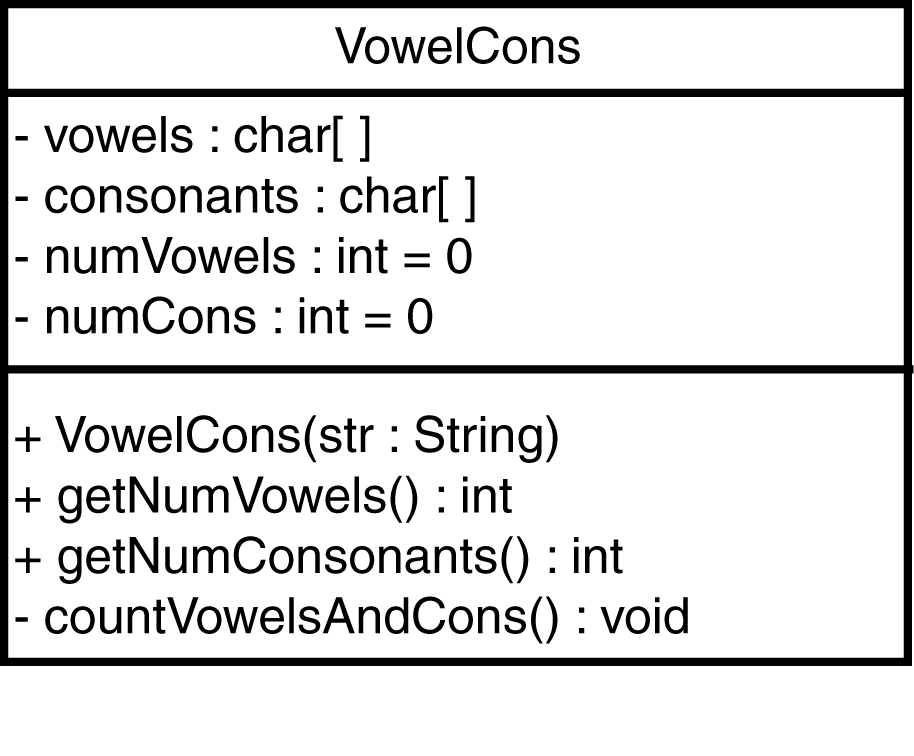 VowelCons
- vowels : char[ ]
- consonants : char[ ]
- numVowels : int = 0
- numCons : int = 0
+ VowelCons(str : String)
+ getNumVowels() : int
+ getNumConsonants() : int
- countVowelsAndCons() : void